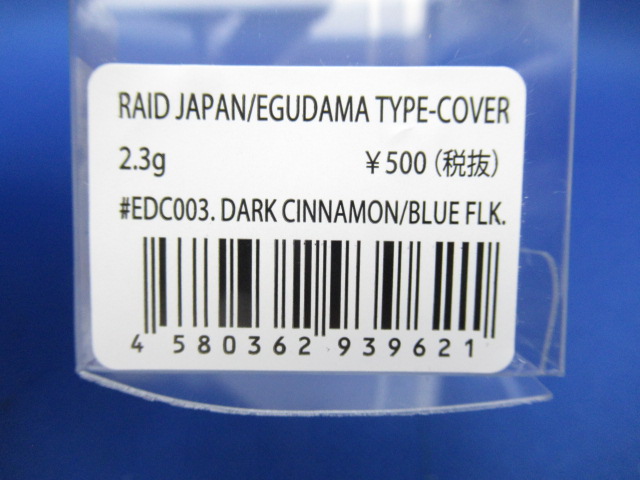 RAID JAPAN/EGUDAMA TYPE-COVER
2.3g ¥500(税抜)
#EDC003. DARK CINNAMON/BLUE FLK.
4 580362 939621